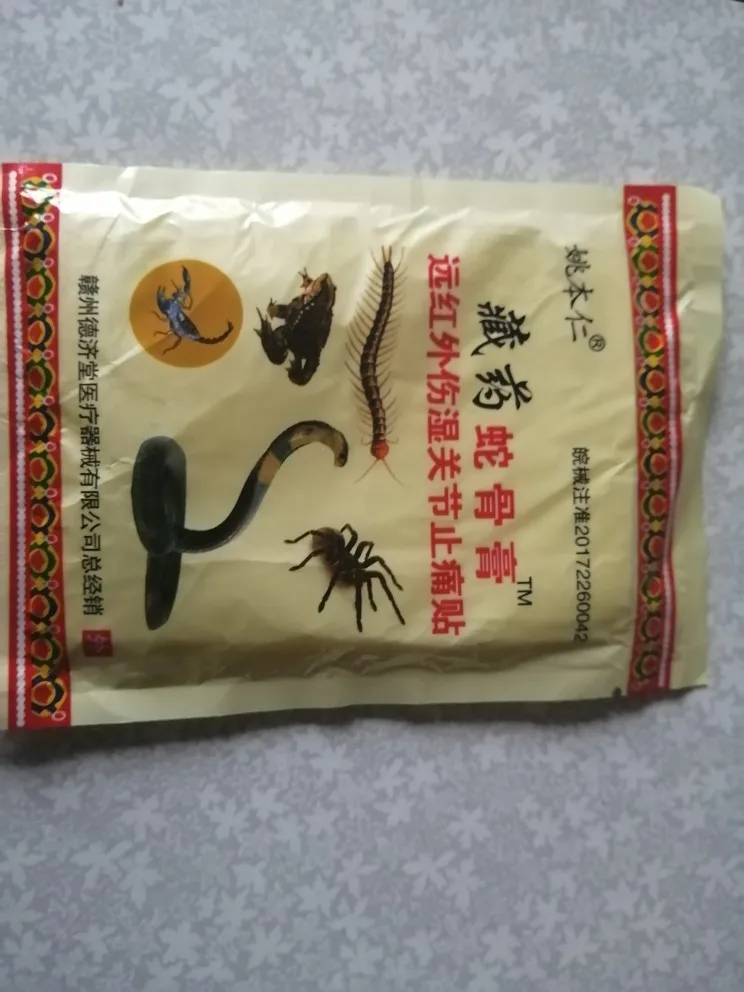 姚本仁®
皖械注准20172260042
藏药 蛇骨膏™
远红外伤湿关节止痛贴
赣州德济堂医疗器械有限公司总经销 外